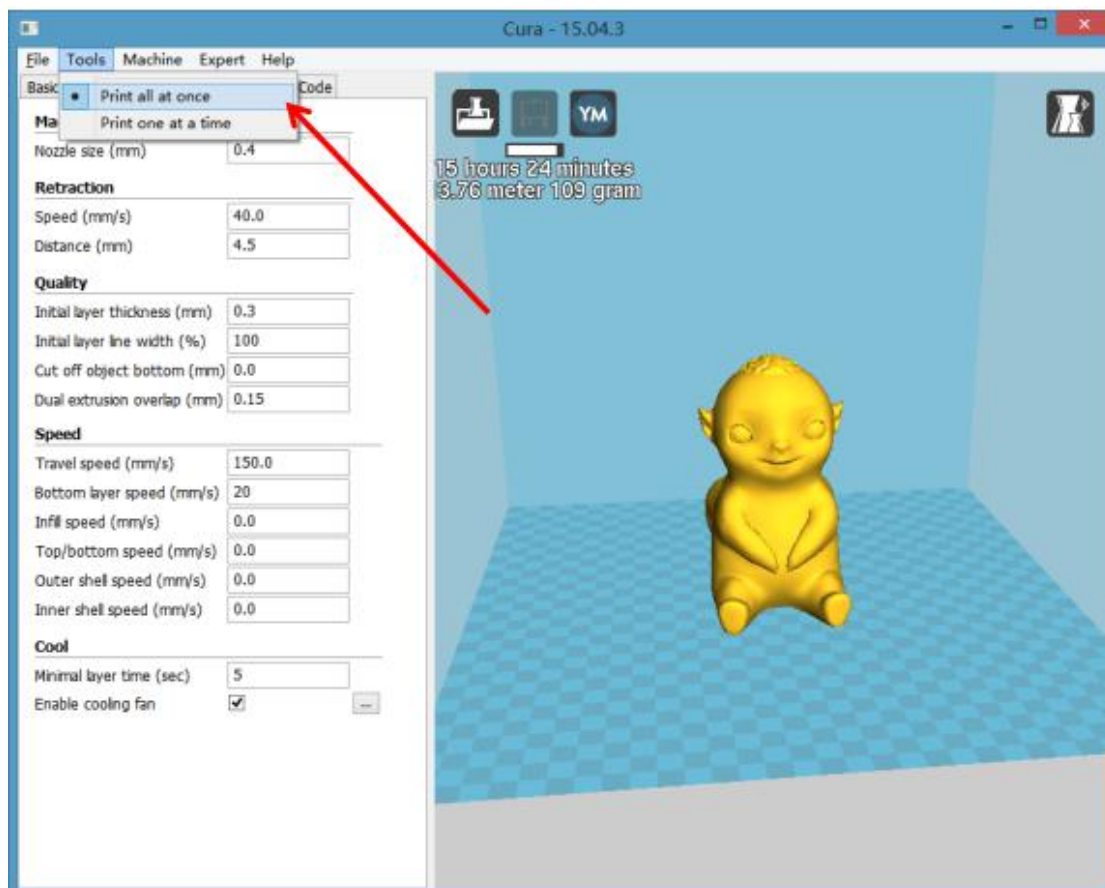 Cura - 15.04.3
File Tools Machine Expert Help
Basic
Code
Print all at once
Print one at a time
Ma
Nozzle size (mm) 0.4
Retraction
Speed (mm/s) 40.0
Distance (mm) 4.5
Quality
Initial layer thickness (mm) 0.3
Initial layer line width (%) 100
Cut off object bottom (mm) 0.0
Dual extrusion overlap (mm) 0.15
Speed
Travel speed (mm/s) 150.0
Bottom layer speed (mm/s) 20
Infill speed (mm/s) 0.0
Top/bottom speed (mm/s) 0.0
Outer shell speed (mm/s) 0.0
Inner shell speed (mm/s) 0.0
Cool
Minimal layer time (sec) 5
Enable cooling fan ...
YM
15 hours 24 minutes
3.76 meter 109 gram